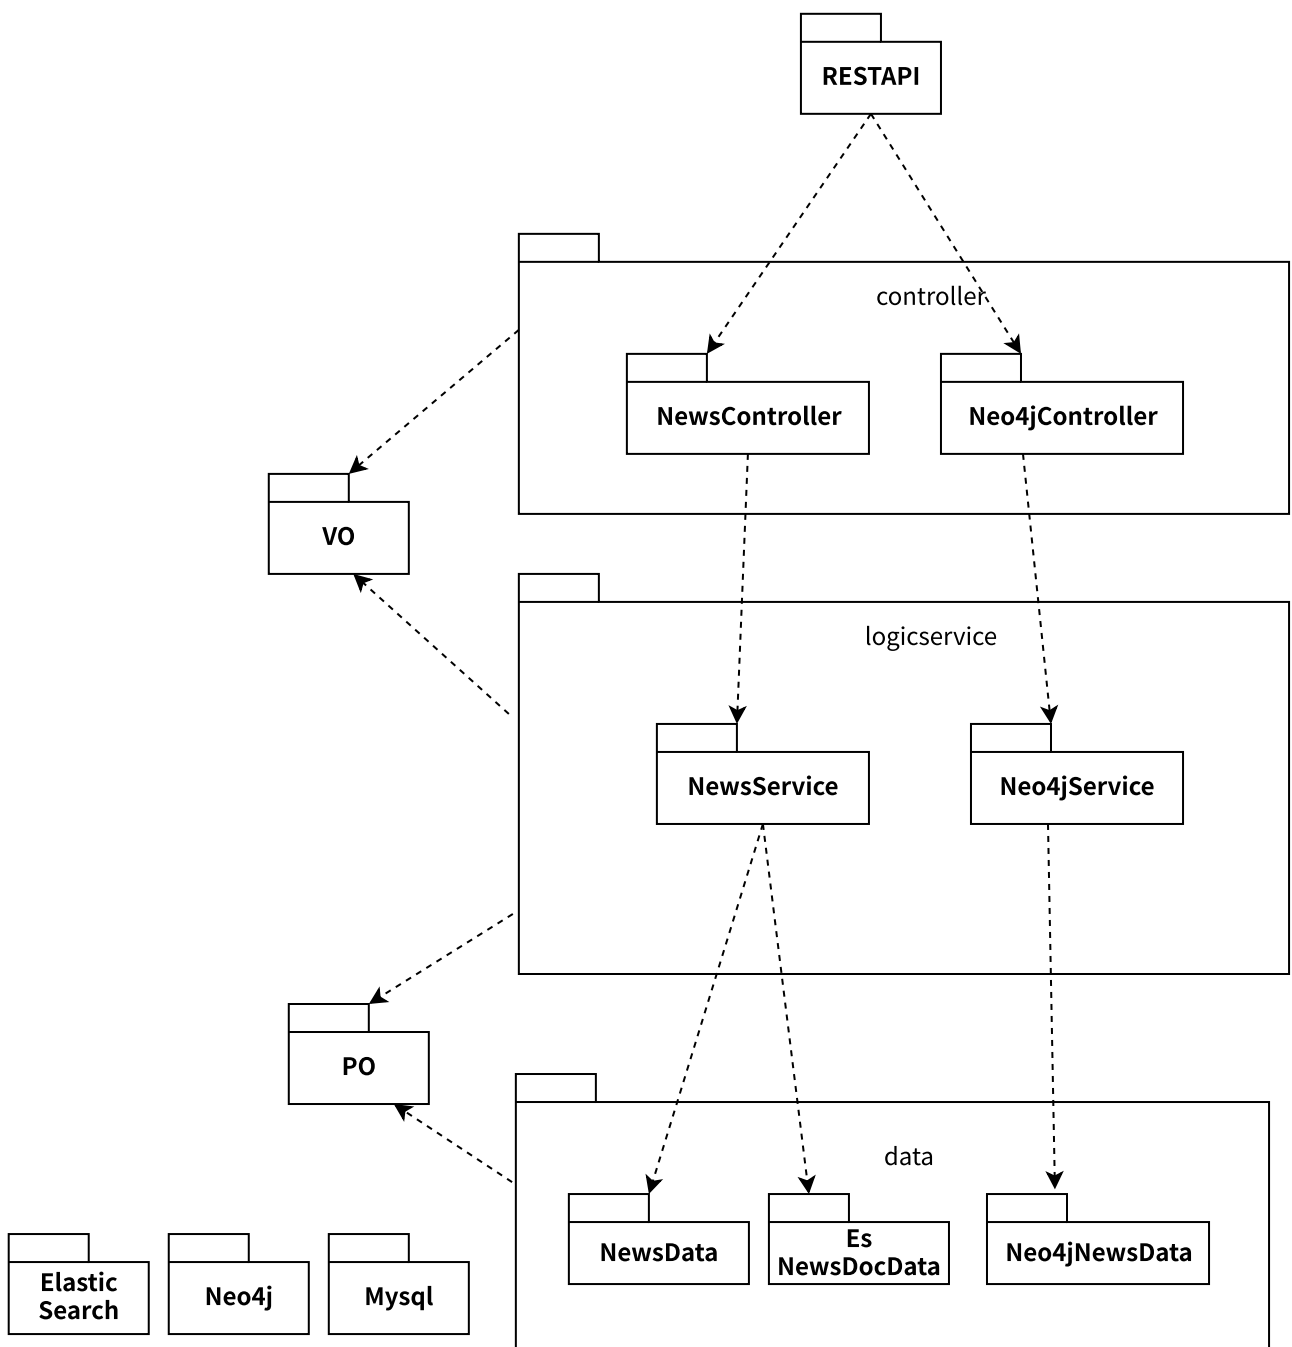 RESTAPI
controller
NewsController
Neo4jController
VO
logicservice
NewsService
Neo4jService
PO
data
NewsData
Es
NewsDocData
Neo4jNewsData
Elastic
Search
Neo4j
Mysql